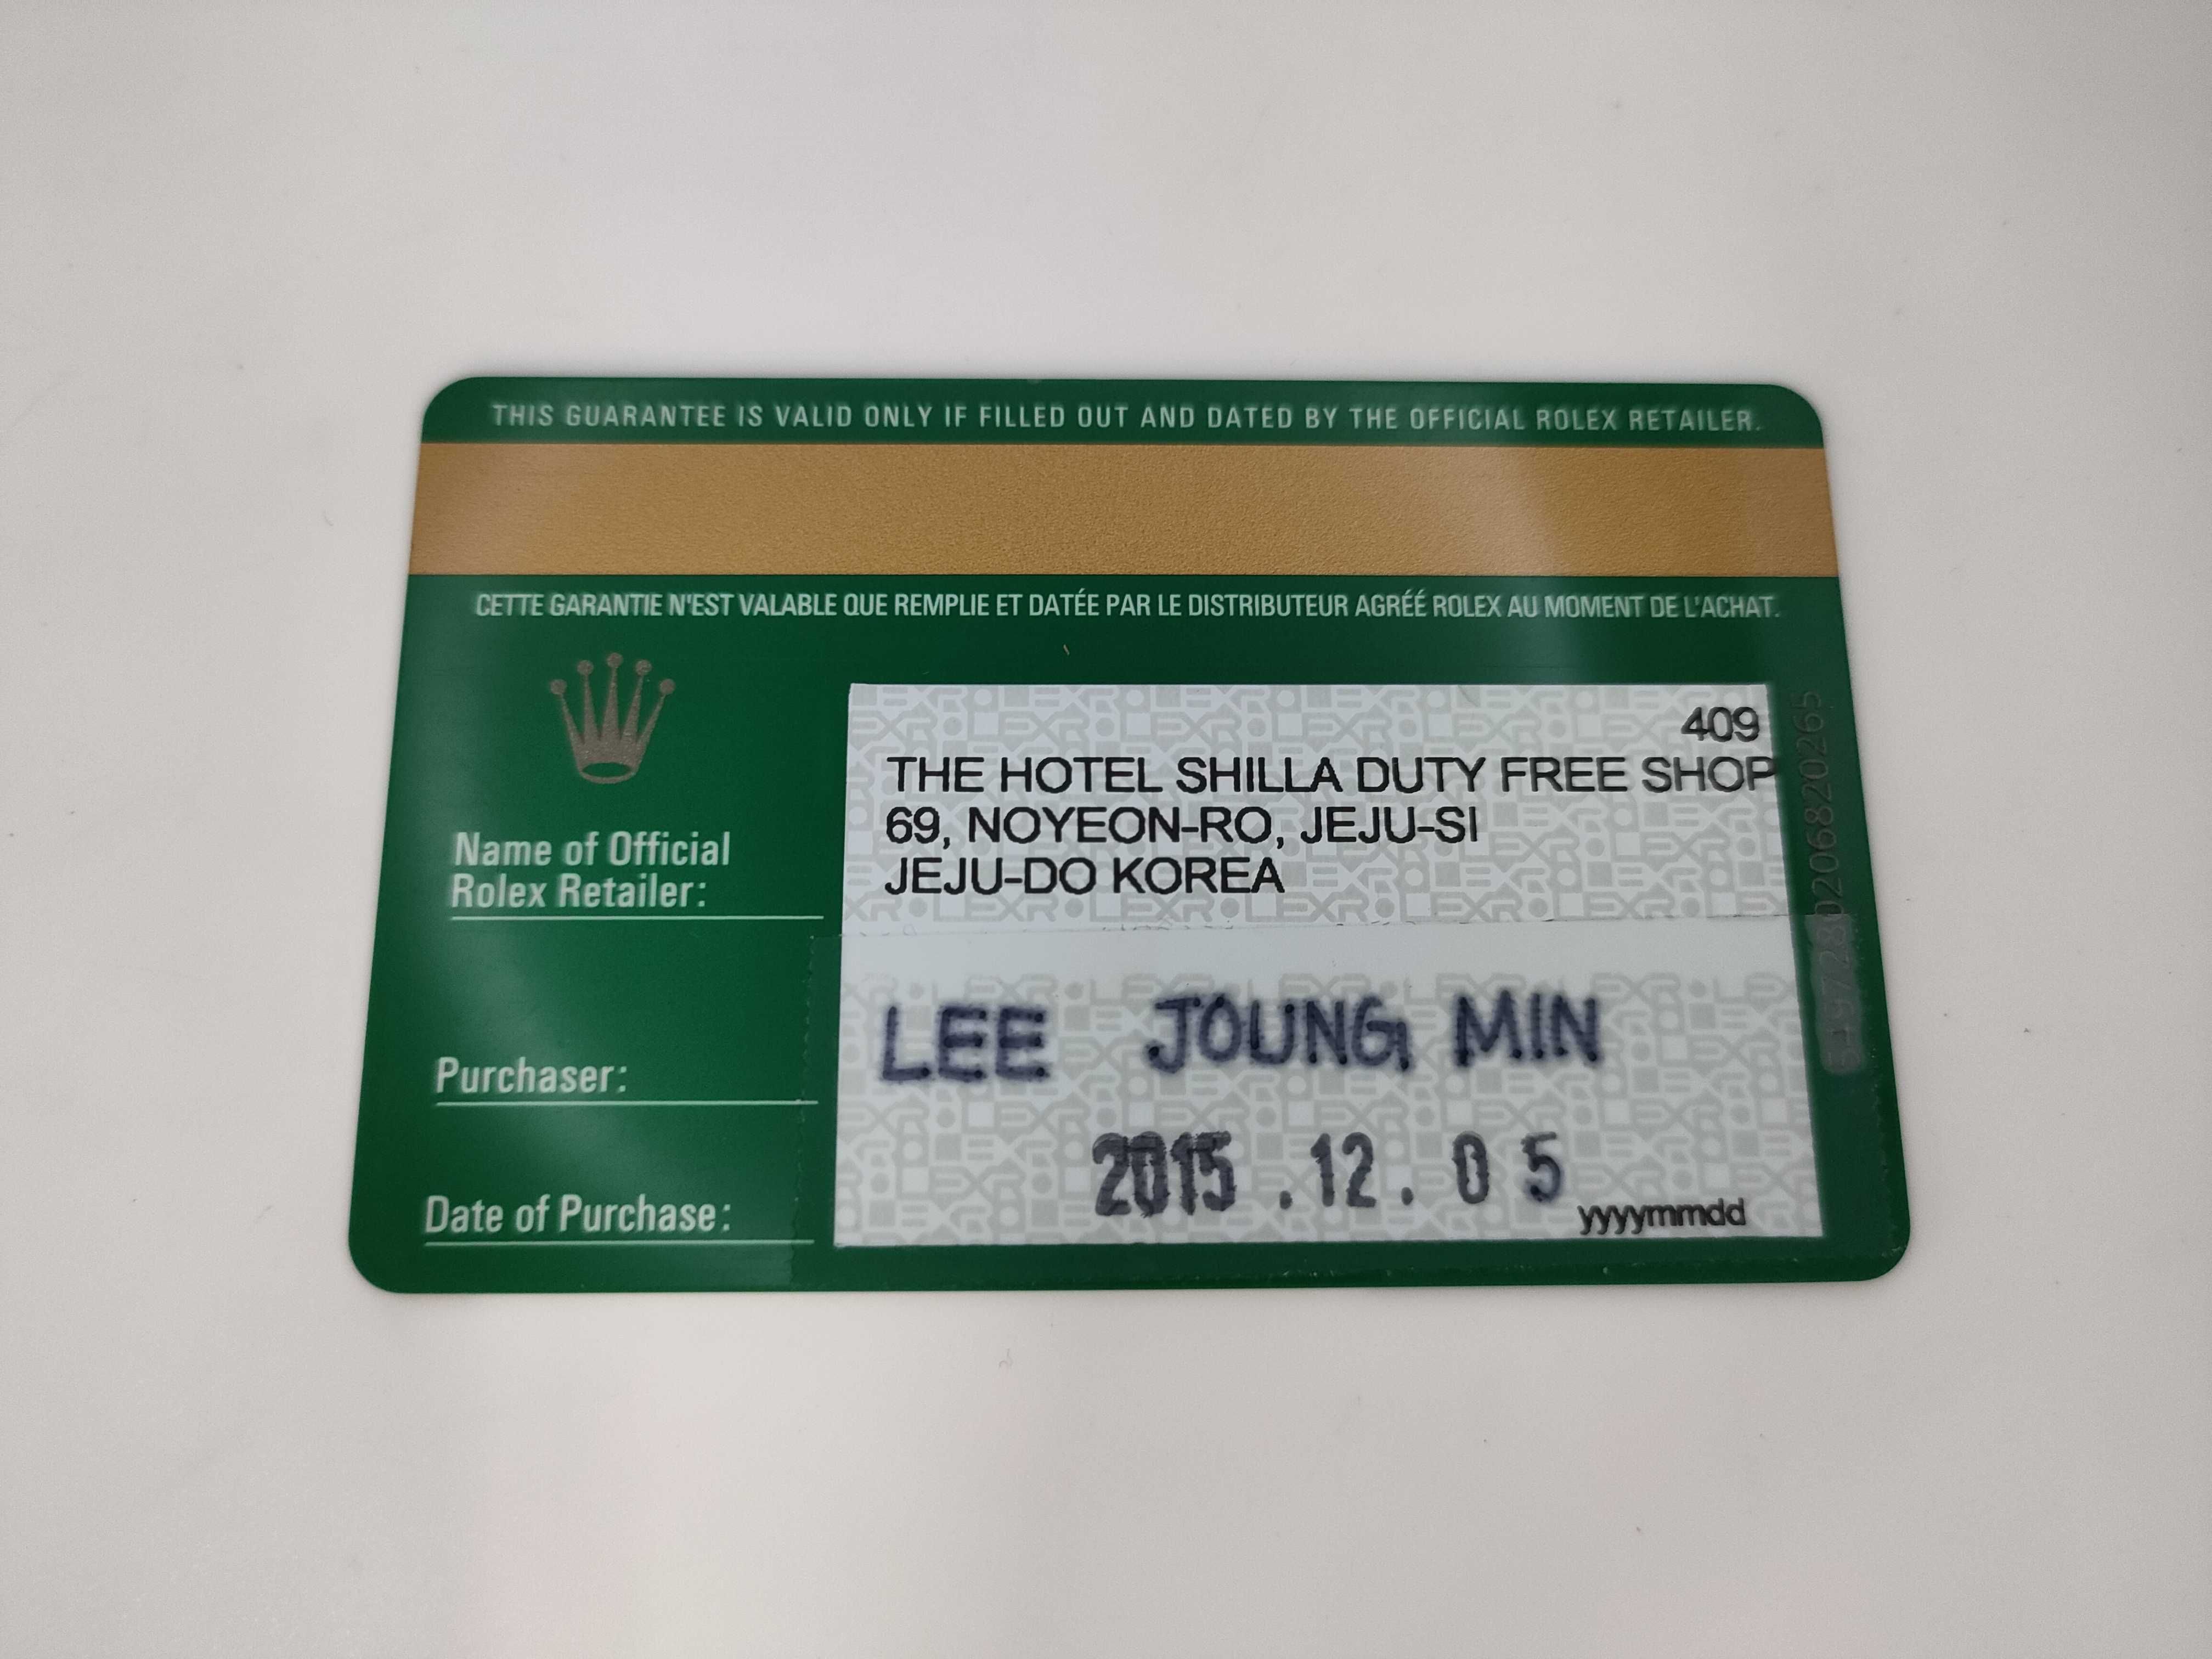 THIS GUARANTEE IS VALID ONLY IF FILLED OUT AND DATED BY THE OFFICIAL ROLEX RETAILER.
CETTE GARANTIE N'EST VALABLE QUE REMPLIE ET DATÉE PAR LE DISTRIBUTEUR AGRÉÉ ROLEX AU MOMENT DE L'ACHAT.
409
THE HOTEL SHILLA DUTY FREE SHOP
69, NOYEON-RO, JEJU-SI
JEJU-DO KOREA
Name of Official
Rolex Retailer:
Purchaser:
LEE JOUNG MIN
Date of Purchase:
2015.12.05
yyyymmdd